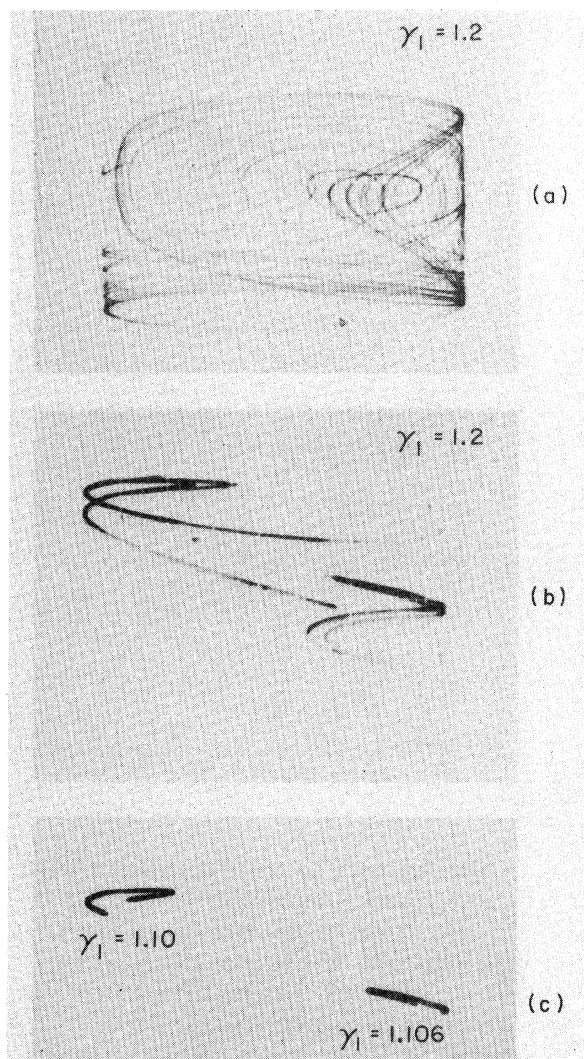 γ₁ = 1.2
(a)
γ₁ = 1.2
(b)
γ₁ = 1.10
(c)
γ₁ = 1.106